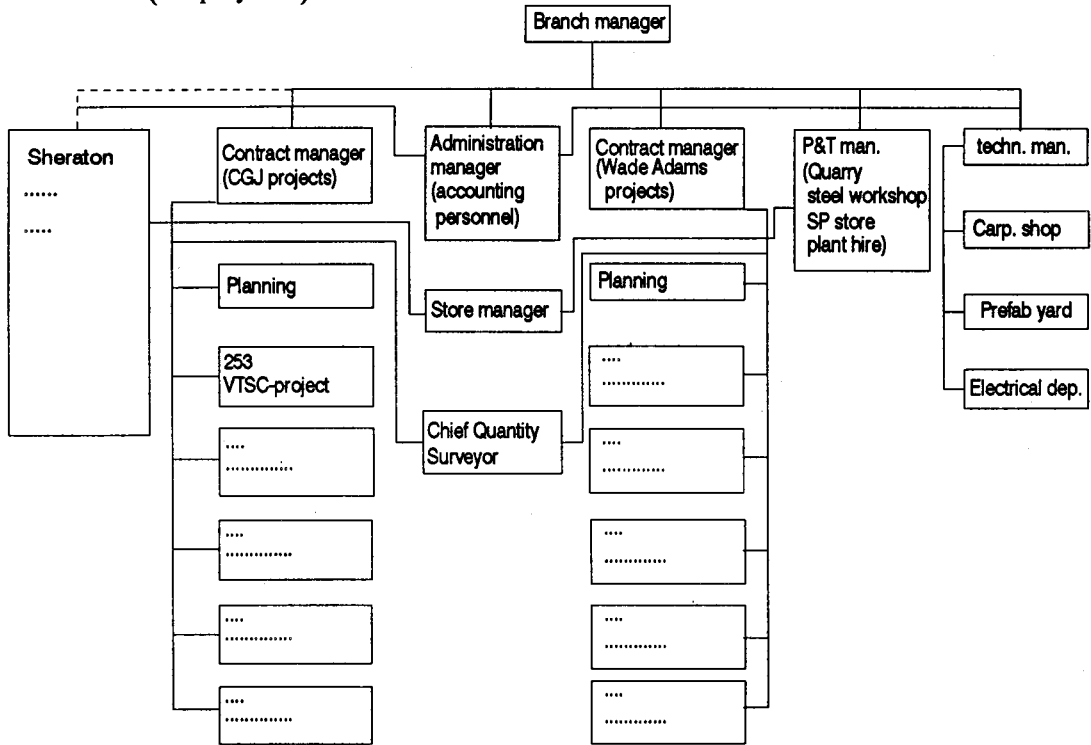 Branch manager
Sheraton
......
.....
Contract manager
(CGJ projects)
Administration
manager
(accounting
personnel)
Contract manager
(Wade Adams
projects)
P&T man.
(Quarry
steel workshop
SP store
plant hire)
techn. man.
Carp. shop
Prefab yard
Electrical dep.
Planning
253
VTSC-project
....
..............
....
..............
....
..............
....
..............
Store manager
Chief Quantity
Surveyor
Planning
....
.............
....
.............
....
.............
....
.............
....
.............